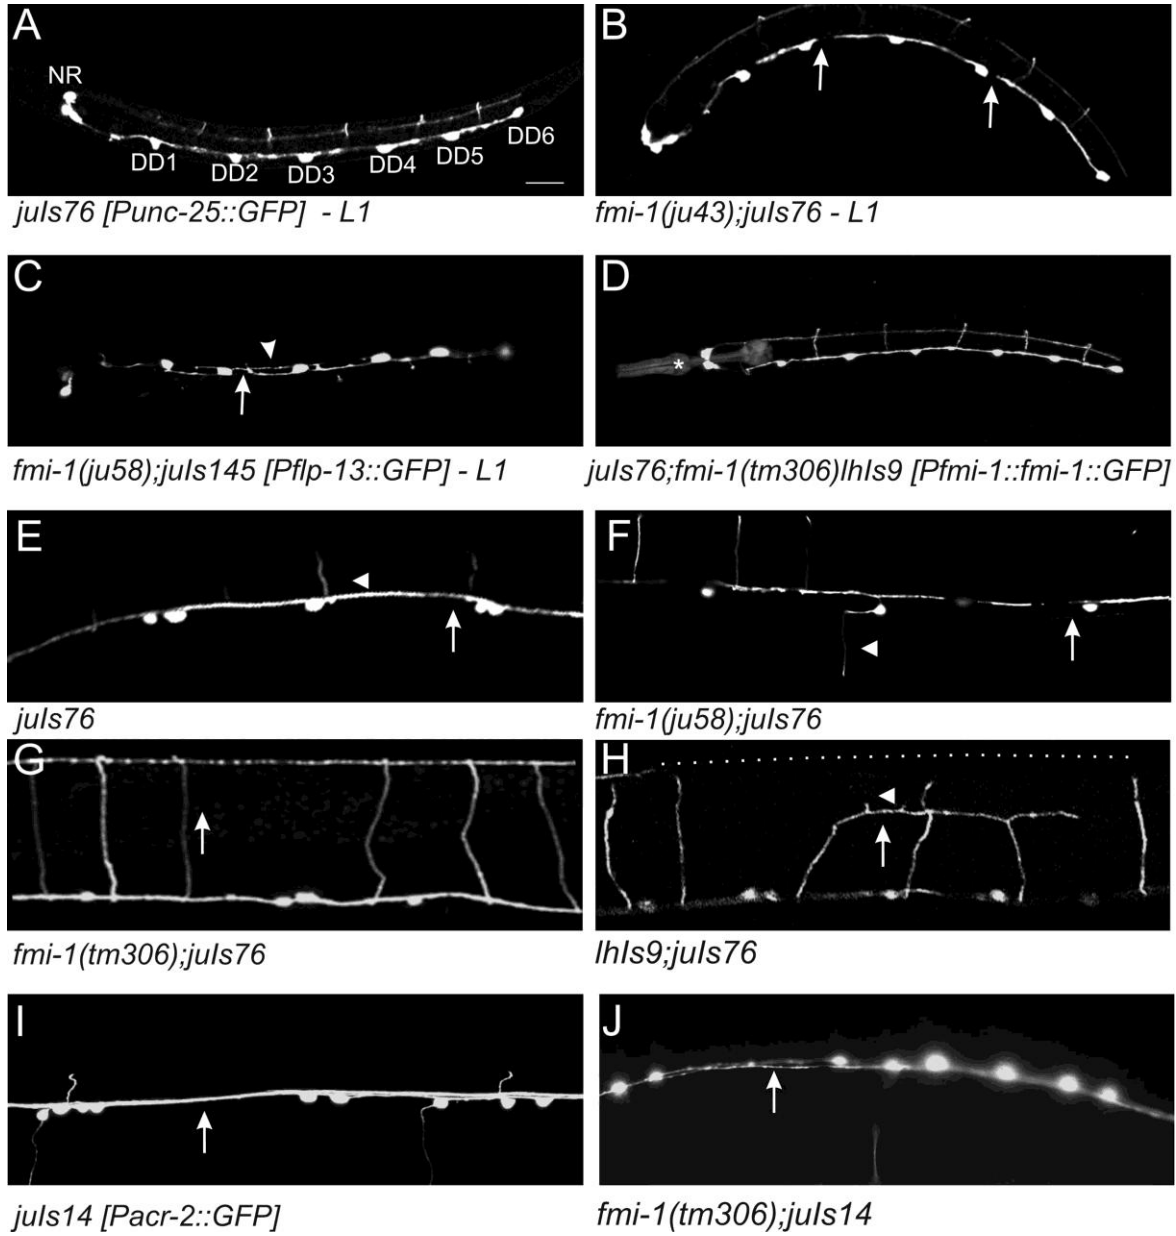 A
NR
DD1
DD2
DD3
DD4
DD5
DD6
juIs76 [Punc-25::GFP] - L1
B
fmi-1(ju43);juIs76 - L1
C
fmi-1(ju58);juIs145 [Pflp-13::GFP] - L1
D
*
juIs76;fmi-1(tm306)lhIs9 [Pfmi-1::fmi-1::GFP]
E
juIs76
F
fmi-1(ju58);juIs76
G
fmi-1(tm306);juIs76
H
lhIs9;juIs76
I
juIs14 [Pacr-2::GFP]
J
fmi-1(tm306);juIs14